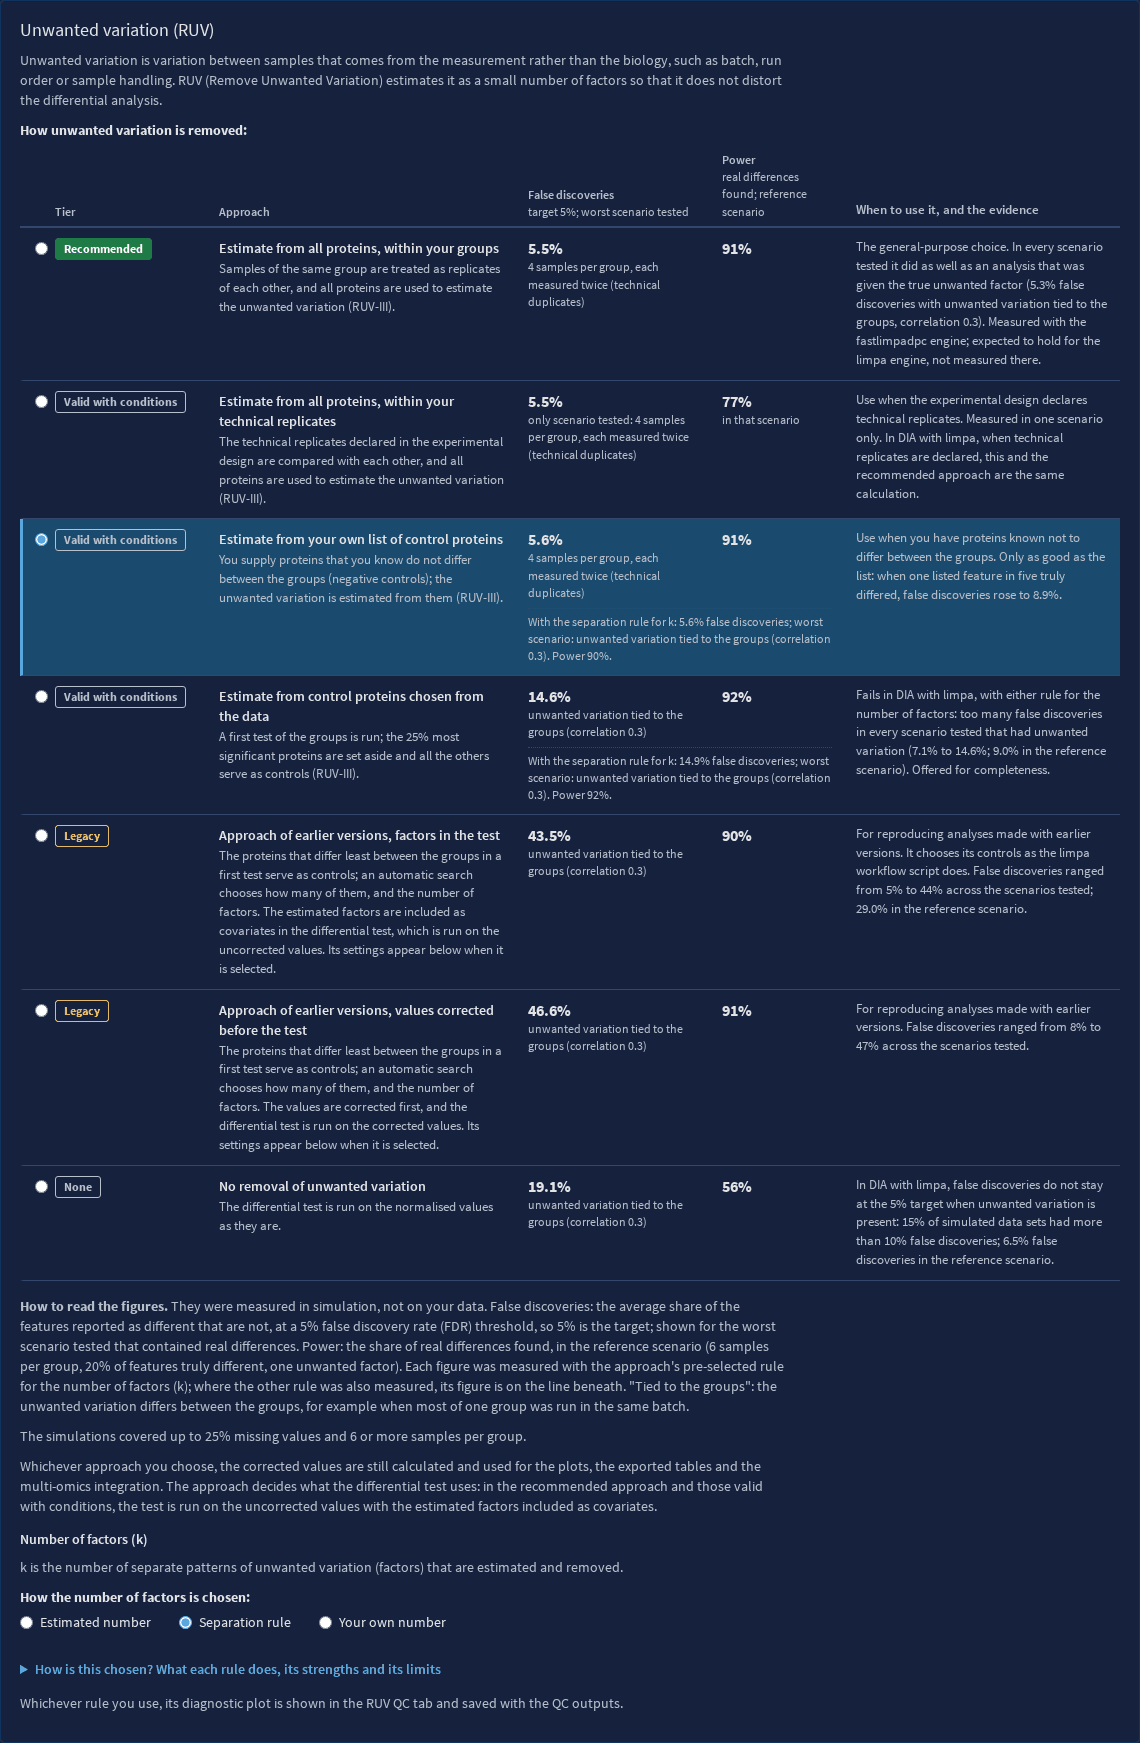 Unwanted variation (RUV)
Unwanted variation is variation between samples that comes from the measurement rather than the biology, such as batch, run
order or sample handling. RUV (Remove Unwanted Variation) estimates it as a small number of factors so that it does not distort
the differential analysis.
How unwanted variation is removed:
Tier
Approach
False discoveries
target 5%; worst scenario tested
Power
real differences
found; reference
scenario
When to use it, and the evidence
Recommended
Estimate from all proteins, within your groups
Samples of the same group are treated as replicates
of each other, and all proteins are used to estimate
the unwanted variation (RUV-III).
5.5%
4 samples per group, each
measured twice (technical
duplicates)
91%
The general-purpose choice. In every scenario
tested it did as well as an analysis that was
given the true unwanted factor (5.3% false
discoveries with unwanted variation tied to the
groups, correlation 0.3). Measured with the
fastlimpadpc engine; expected to hold for the
limpa engine, not measured there.
Valid with conditions
Estimate from all proteins, within your
technical replicates
The technical replicates declared in the experimental
design are compared with each other, and all
proteins are used to estimate the unwanted variation
(RUV-III).
5.5%
only scenario tested: 4 samples
per group, each measured twice
(technical duplicates)
77%
in that scenario
Use when the experimental design declares
technical replicates. Measured in one scenario
only. In DIA with limpa, when technical
replicates are declared, this and the
recommended approach are the same
calculation.
Valid with conditions
Estimate from your own list of control proteins
You supply proteins that you know do not differ
between the groups (negative controls); the
unwanted variation is estimated from them (RUV-III).
5.6%
4 samples per group, each
measured twice (technical
duplicates)
91%
With the separation rule for k: 5.6% false discoveries; worst
scenario: unwanted variation tied to the groups (correlation
0.3). Power 90%.
Use when you have proteins known not to
differ between the groups. Only as good as the
list: when one listed feature in five truly
differed, false discoveries rose to 8.9%.
Valid with conditions
Estimate from control proteins chosen from
the data
A first test of the groups is run; the 25% most
significant proteins are set aside and all the others
serve as controls (RUV-III).
14.6%
unwanted variation tied to the
groups (correlation 0.3)
92%
With the separation rule for k: 14.9% false discoveries; worst
scenario: unwanted variation tied to the groups (correlation
0.3). Power 92%.
Fails in DIA with limpa, with either rule for the
number of factors: too many false discoveries
in every scenario tested that had unwanted
variation (7.1% to 14.6%; 9.0% in the reference
scenario). Offered for completeness.
Legacy
Approach of earlier versions, factors in the test
The proteins that differ least between the groups in a
first test serve as controls; an automatic search
chooses how many of them, and the number of
factors. The estimated factors are included as
covariates in the differential test, which is run on the
uncorrected values. Its settings appear below when it
is selected.
43.5%
unwanted variation tied to the
groups (correlation 0.3)
90%
For reproducing analyses made with earlier
versions. It chooses its controls as the limpa
workflow script does. False discoveries ranged
from 5% to 44% across the scenarios tested;
29.0% in the reference scenario.
Legacy
Approach of earlier versions, values corrected
before the test
The proteins that differ least between the groups in a
first test serve as controls; an automatic search
chooses how many of them, and the number of
factors. The values are corrected first, and the
differential test is run on the corrected values. Its
settings appear below when it is selected.
46.6%
unwanted variation tied to the
groups (correlation 0.3)
91%
For reproducing analyses made with earlier
versions. False discoveries ranged from 8% to
47% across the scenarios tested.
None
No removal of unwanted variation
The differential test is run on the normalised values
as they are.
19.1%
unwanted variation tied to the
groups (correlation 0.3)
56%
In DIA with limpa, false discoveries do not stay
at the 5% target when unwanted variation is
present: 15% of simulated data sets had more
than 10% false discoveries; 6.5% false
discoveries in the reference scenario.
How to read the figures. They were measured in simulation, not on your data. False discoveries: the average share of the
features reported as different that are not, at a 5% false discovery rate (FDR) threshold, so 5% is the target; shown for the worst
scenario tested that contained real differences. Power: the share of real differences found, in the reference scenario (6 samples
per group, 20% of features truly different, one unwanted factor). Each figure was measured with the approach's pre-selected rule
for the number of factors (k); where the other rule was also measured, its figure is on the line beneath. "Tied to the groups": the
unwanted variation differs between the groups, for example when most of one group was run in the same batch.
The simulations covered up to 25% missing values and 6 or more samples per group.
Whichever approach you choose, the corrected values are still calculated and used for the plots, the exported tables and the
multi-omics integration. The approach decides what the differential test uses: in the recommended approach and those valid
with conditions, the test is run on the uncorrected values with the estimated factors included as covariates.
Number of factors (k)
k is the number of separate patterns of unwanted variation (factors) that are estimated and removed.
How the number of factors is chosen:
Estimated number
Separation rule
Your own number
How is this chosen? What each rule does, its strengths and its limits
Whichever rule you use, its diagnostic plot is shown in the RUV QC tab and saved with the QC outputs.